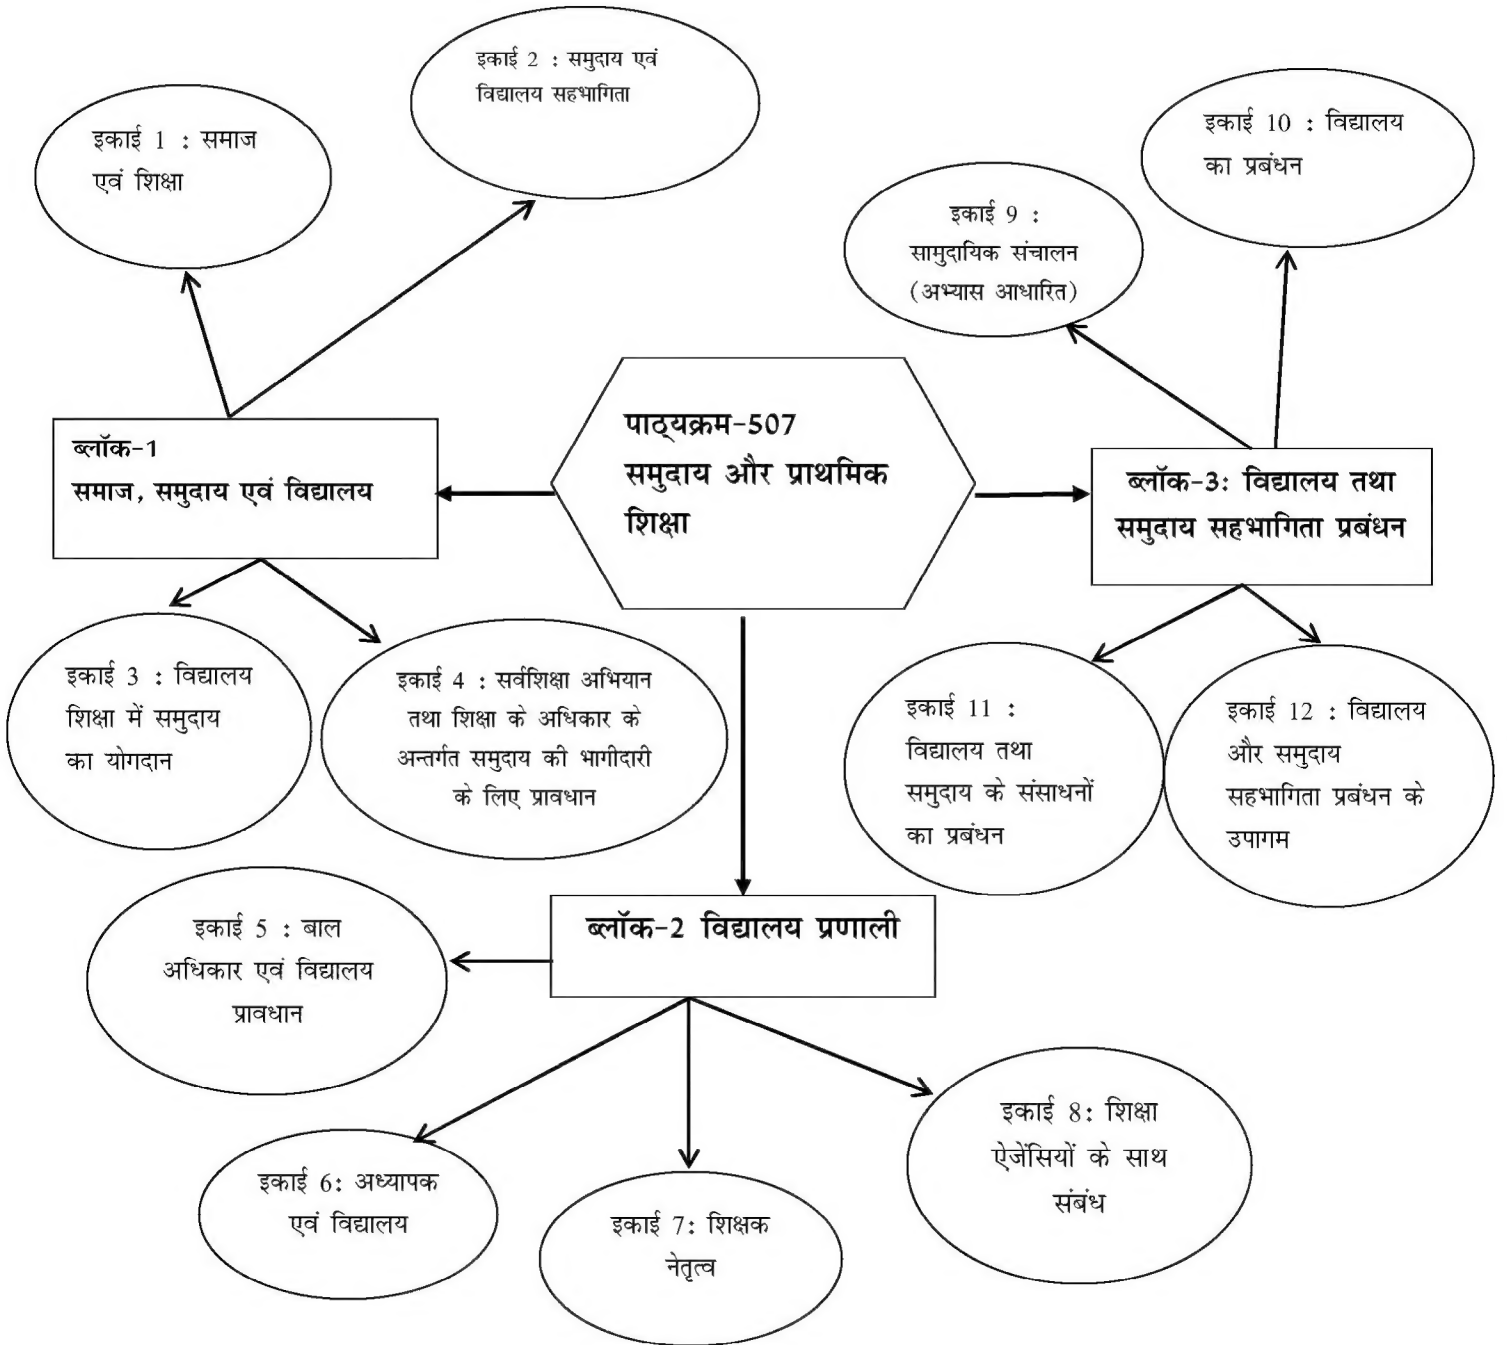 इकाई 1 : समाज
एवं शिक्षा
इकाई 2 : समुदाय एवं
विद्यालय सहभागिता
इकाई 9 :
सामुदायिक संचालन
(अभ्यास आधारित)
इकाई 10 : विद्यालय
का प्रबंधन
ब्लॉक-1
समाज, समुदाय एवं विद्यालय
पाठ्यक्रम-507
समुदाय और प्राथमिक
शिक्षा
ब्लॉक-3: विद्यालय तथा
समुदाय सहभागिता प्रबंधन
इकाई 3 : विद्यालय
शिक्षा में समुदाय
का योगदान
इकाई 4 : सर्वशिक्षा अभियान
तथा शिक्षा के अधिकार के
अन्तर्गत समुदाय की भागीदारी
के लिए प्रावधान
इकाई 11 :
विद्यालय तथा
समुदाय के संसाधनों
का प्रबंधन
इकाई 12 : विद्यालय
और समुदाय
सहभागिता प्रबंधन के
उपागम
ब्लॉक-2 विद्यालय प्रणाली
इकाई 5 : बाल
अधिकार एवं विद्यालय
प्रावधान
इकाई 6: अध्यापक
एवं विद्यालय
इकाई 7: शिक्षक
नेतृत्व
इकाई 8: शिक्षा
ऐजेंसियों के साथ
संबंध